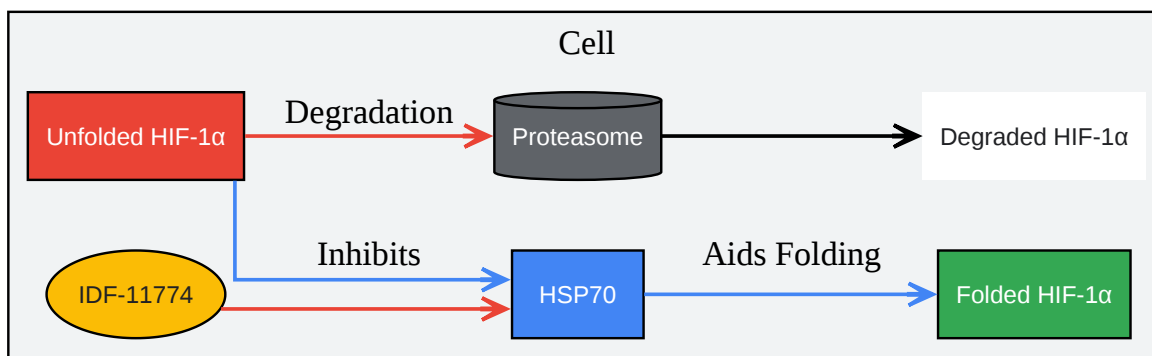 Cell
Unfolded HIF-1α
Degradation
Proteasome
Degraded HIF-1α
IDF-11774
Inhibits
HSP70
Aids Folding
Folded HIF-1α